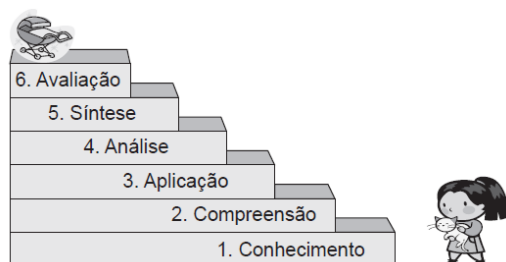 6. Avaliação
5. Síntese
4. Análise
3. Aplicação
2. Compreensão
1. Conhecimento